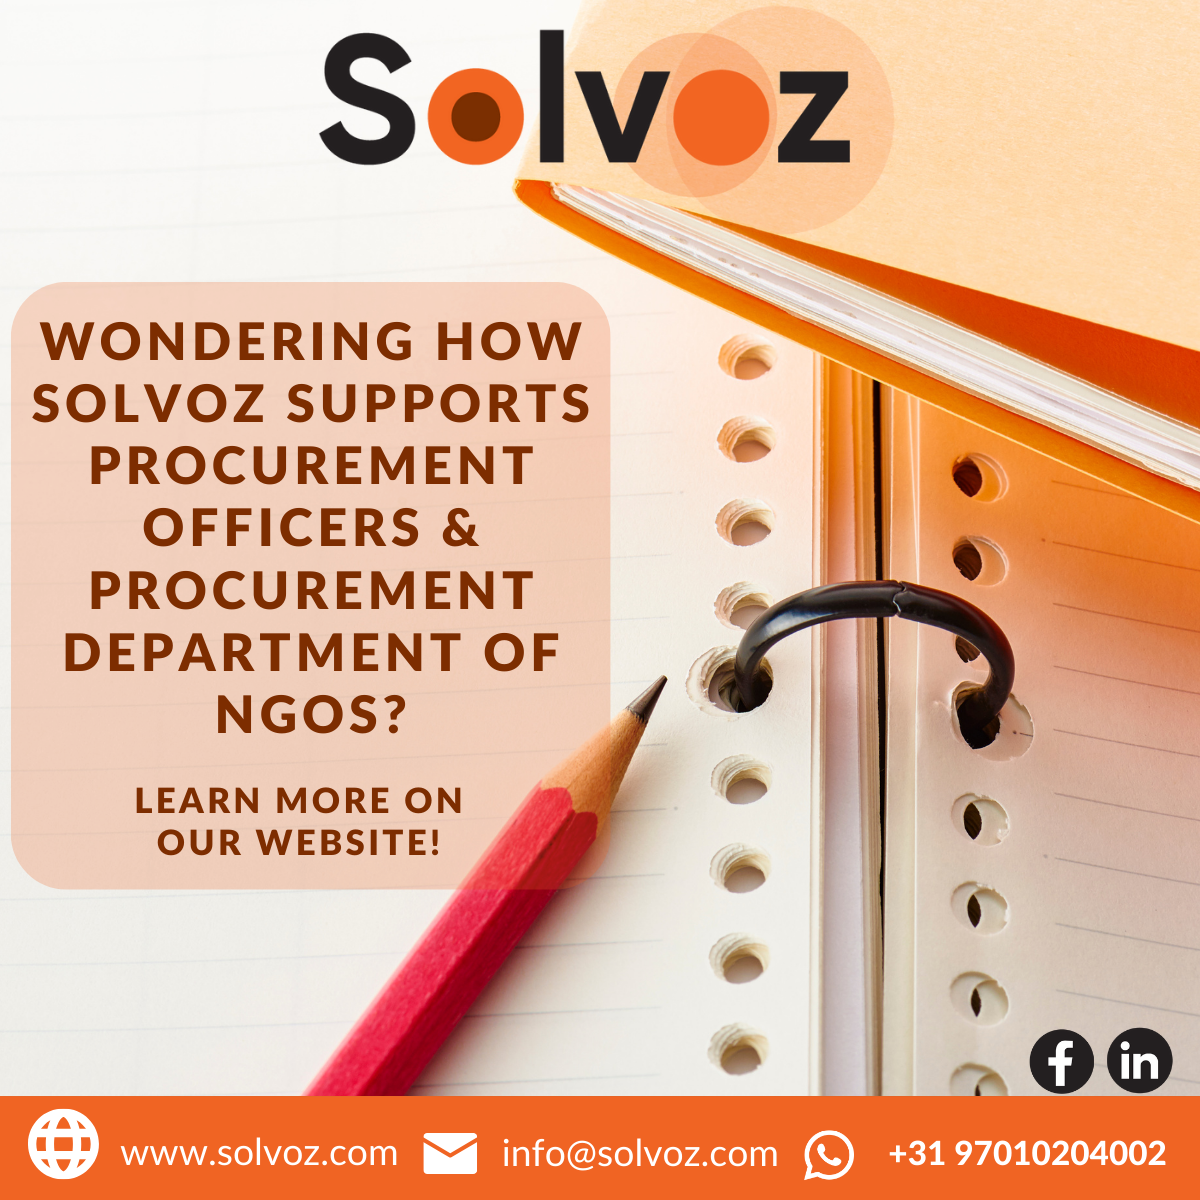 Solvoz
WONDERING HOW
SOLVOZ SUPPORTS
PROCUREMENT
OFFICERS &
PROCUREMENT
DEPARTMENT OF
NGOS?
LEARN MORE ON
OUR WEBSITE!
f in
www.solvoz.com info@solvoz.com +31 97010204002